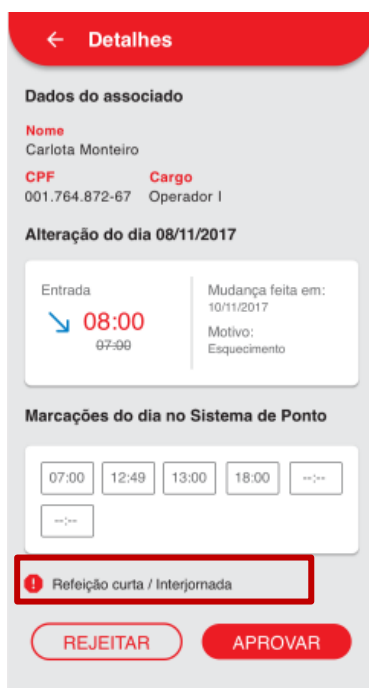 Detalhes
Dados do associado
Nome
Carlota Monteiro
CPF Cargo
001.764.872-67 Operador I
Alteração do dia 08/11/2017
Entrada
08:00
07:00
Mudança feita em:
10/11/2017
Motivo:
Esquecimento
Marcações do dia no Sistema de Ponto
07:00 12:49 13:00 18:00 --:--
--:--
Refeição curta / Interjornada
REJEITAR APROVAR